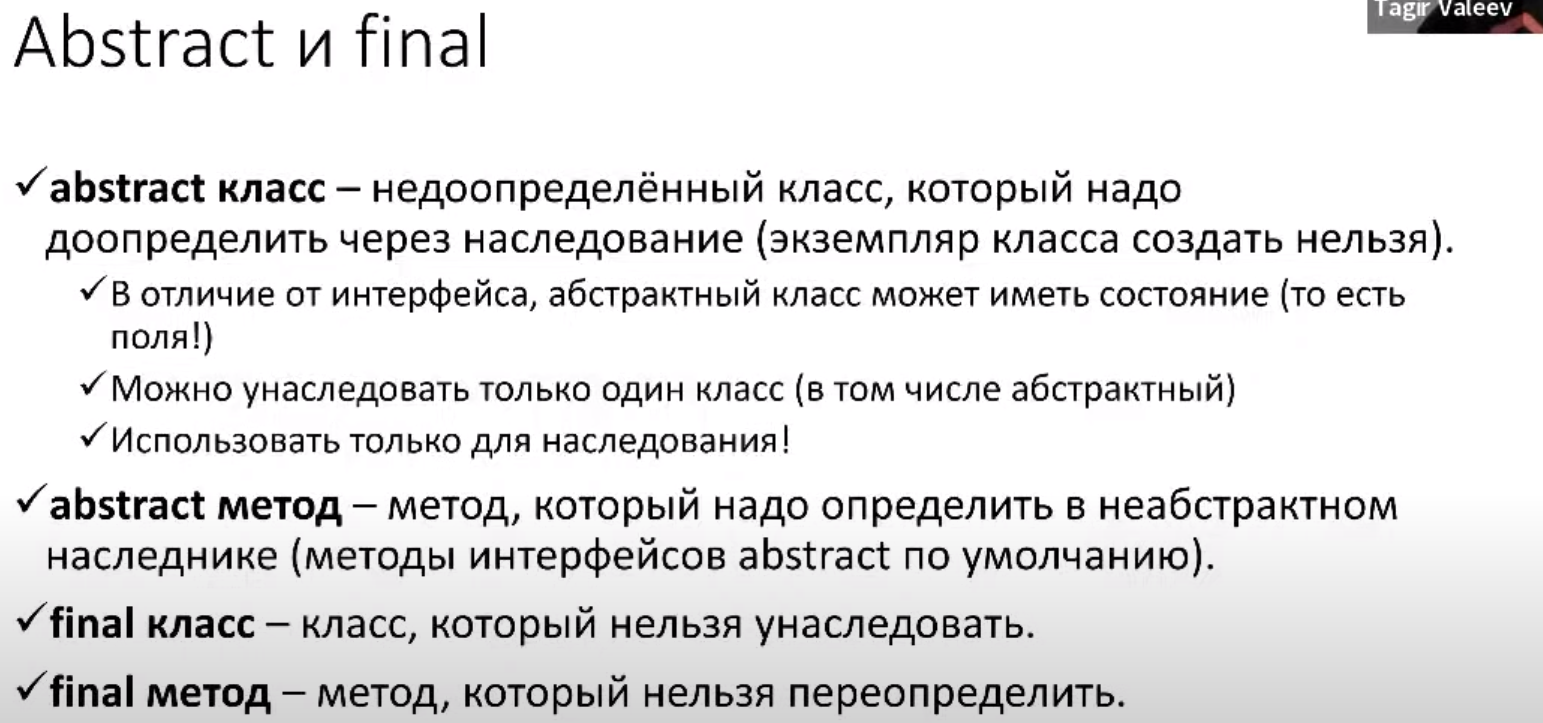 Tagir Valeev
Abstract и final
✓abstract класс – недоопределённый класс, который надо
доопределить через наследование (экземпляр класса создать нельзя).
✓В отличие от интерфейса, абстрактный класс может иметь состояние (то есть
поля!)
✓Можно унаследовать только один класс (в том числе абстрактный)
✓Использовать только для наследования!
✓abstract метод – метод, который надо определить в неабстрактном
наследнике (методы интерфейсов abstract по умолчанию).
✓final класс – класс, который нельзя унаследовать.
✓final метод – метод, который нельзя переопределить.